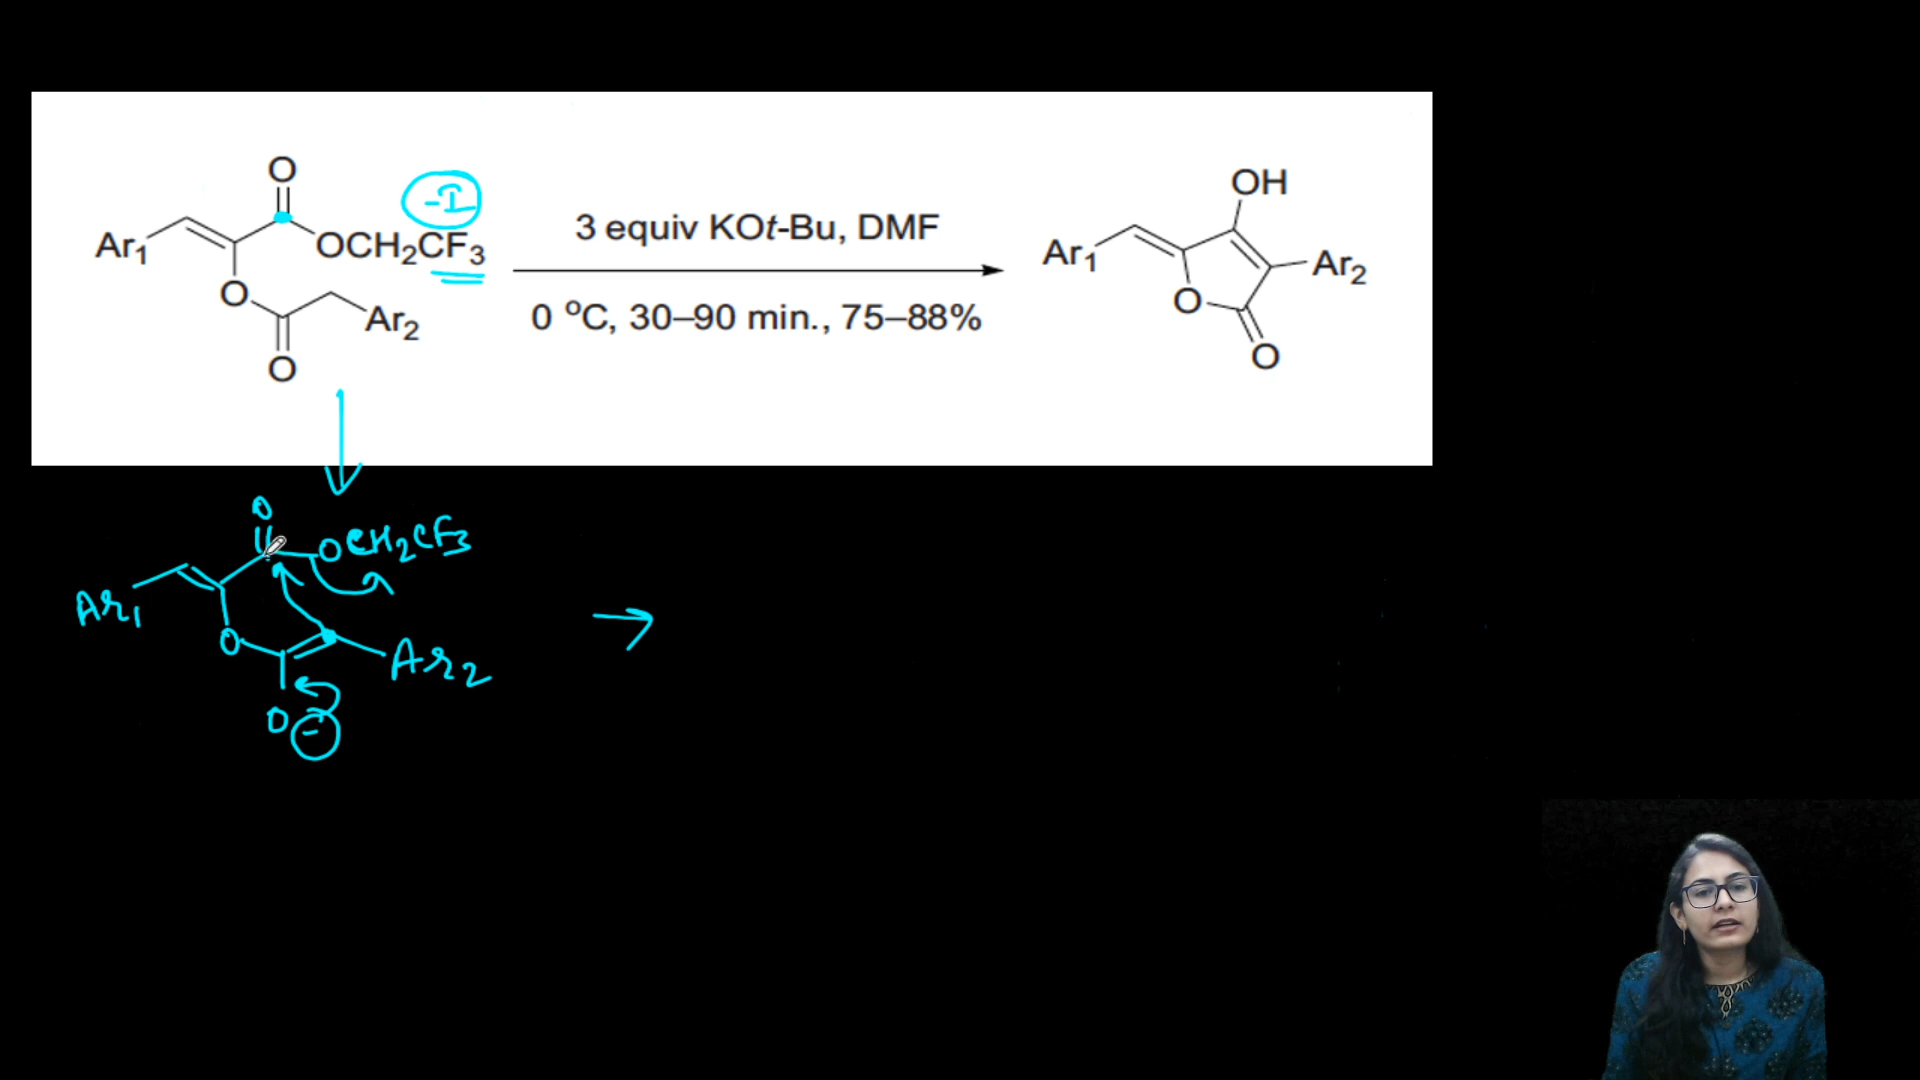 O
-I
Ar1
OCH2CF3
O
Ar2
O
3 equiv KOt-Bu, DMF
0 °C, 30–90 min., 75–88%
OH
Ar1
Ar2
O
O
O
OCH2CF3
Ar1
O
Ar2
O -